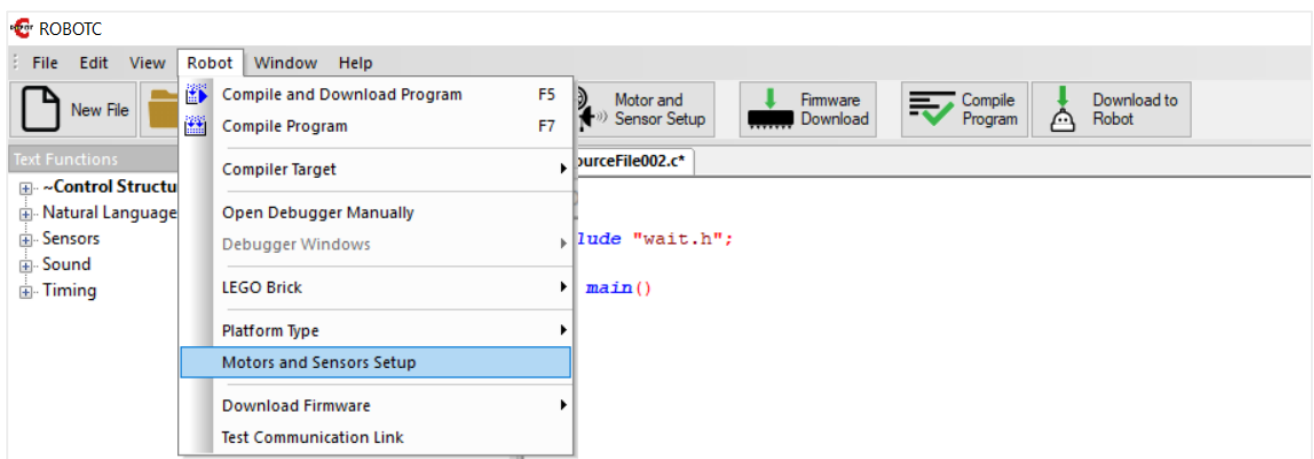 ROBOTC
File Edit View Robot Window Help
New File
Motor and
Sensor Setup
Firmware
Download
Compile
Program
Download to
Robot
Compile and Download Program F5
Compile Program F7
Compiler Target
Open Debugger Manually
Debugger Windows
LEGO Brick
Platform Type
Motors and Sensors Setup
Download Firmware
Test Communication Link
Text Functions
~Control Structu
Natural Language
Sensors
Sound
Timing
ourceFile002.c*
lude "wait.h";
main()